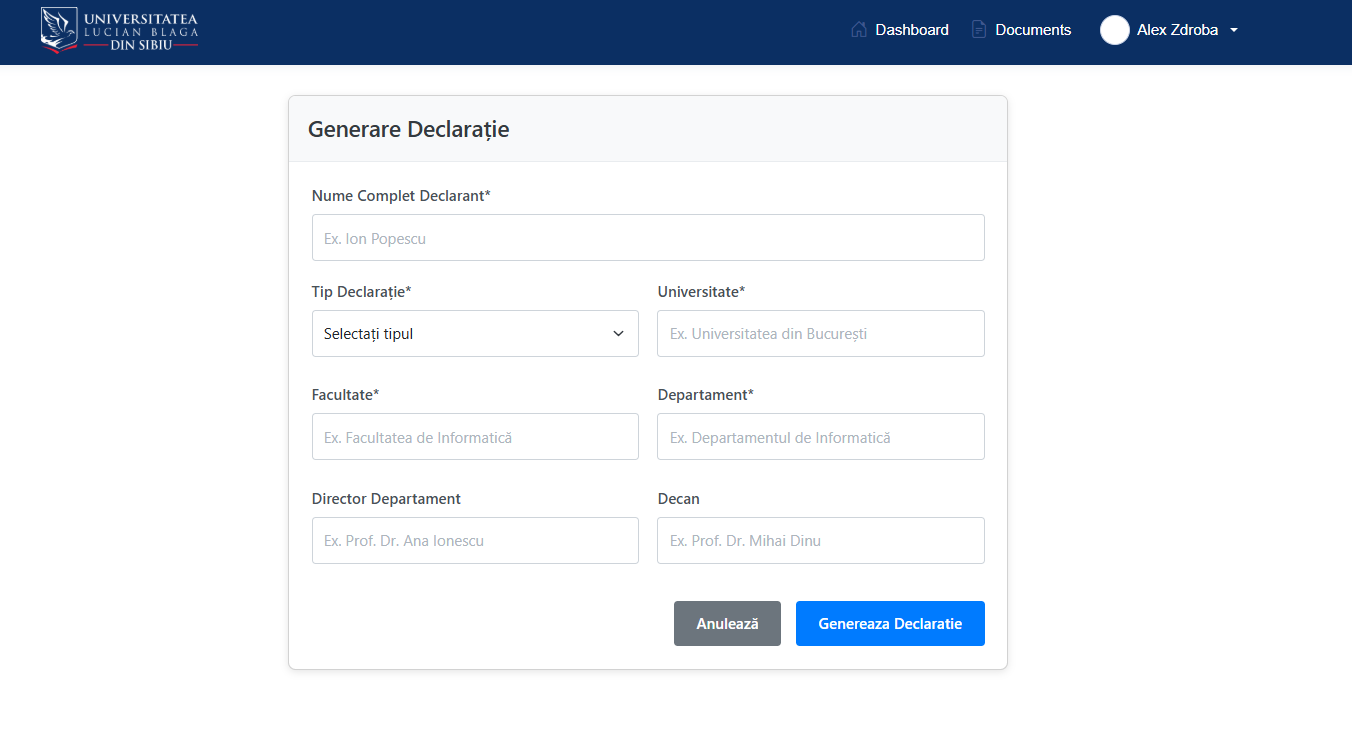 UNIVERSITATEA
LUCIAN BLAGA
DIN SIBIU
Dashboard
Documents
Alex Zdroba
Generare Declarație
Nume Complet Declarant*
Ex. Ion Popescu
Tip Declarație*
Universitate*
Selectați tipul
Ex. Universitatea din București
Facultate*
Departament*
Ex. Facultatea de Informatică
Ex. Departamentul de Informatică
Director Departament
Decan
Ex. Prof. Dr. Ana Ionescu
Ex. Prof. Dr. Mihai Dinu
Anulează
Genereaza Declaratie